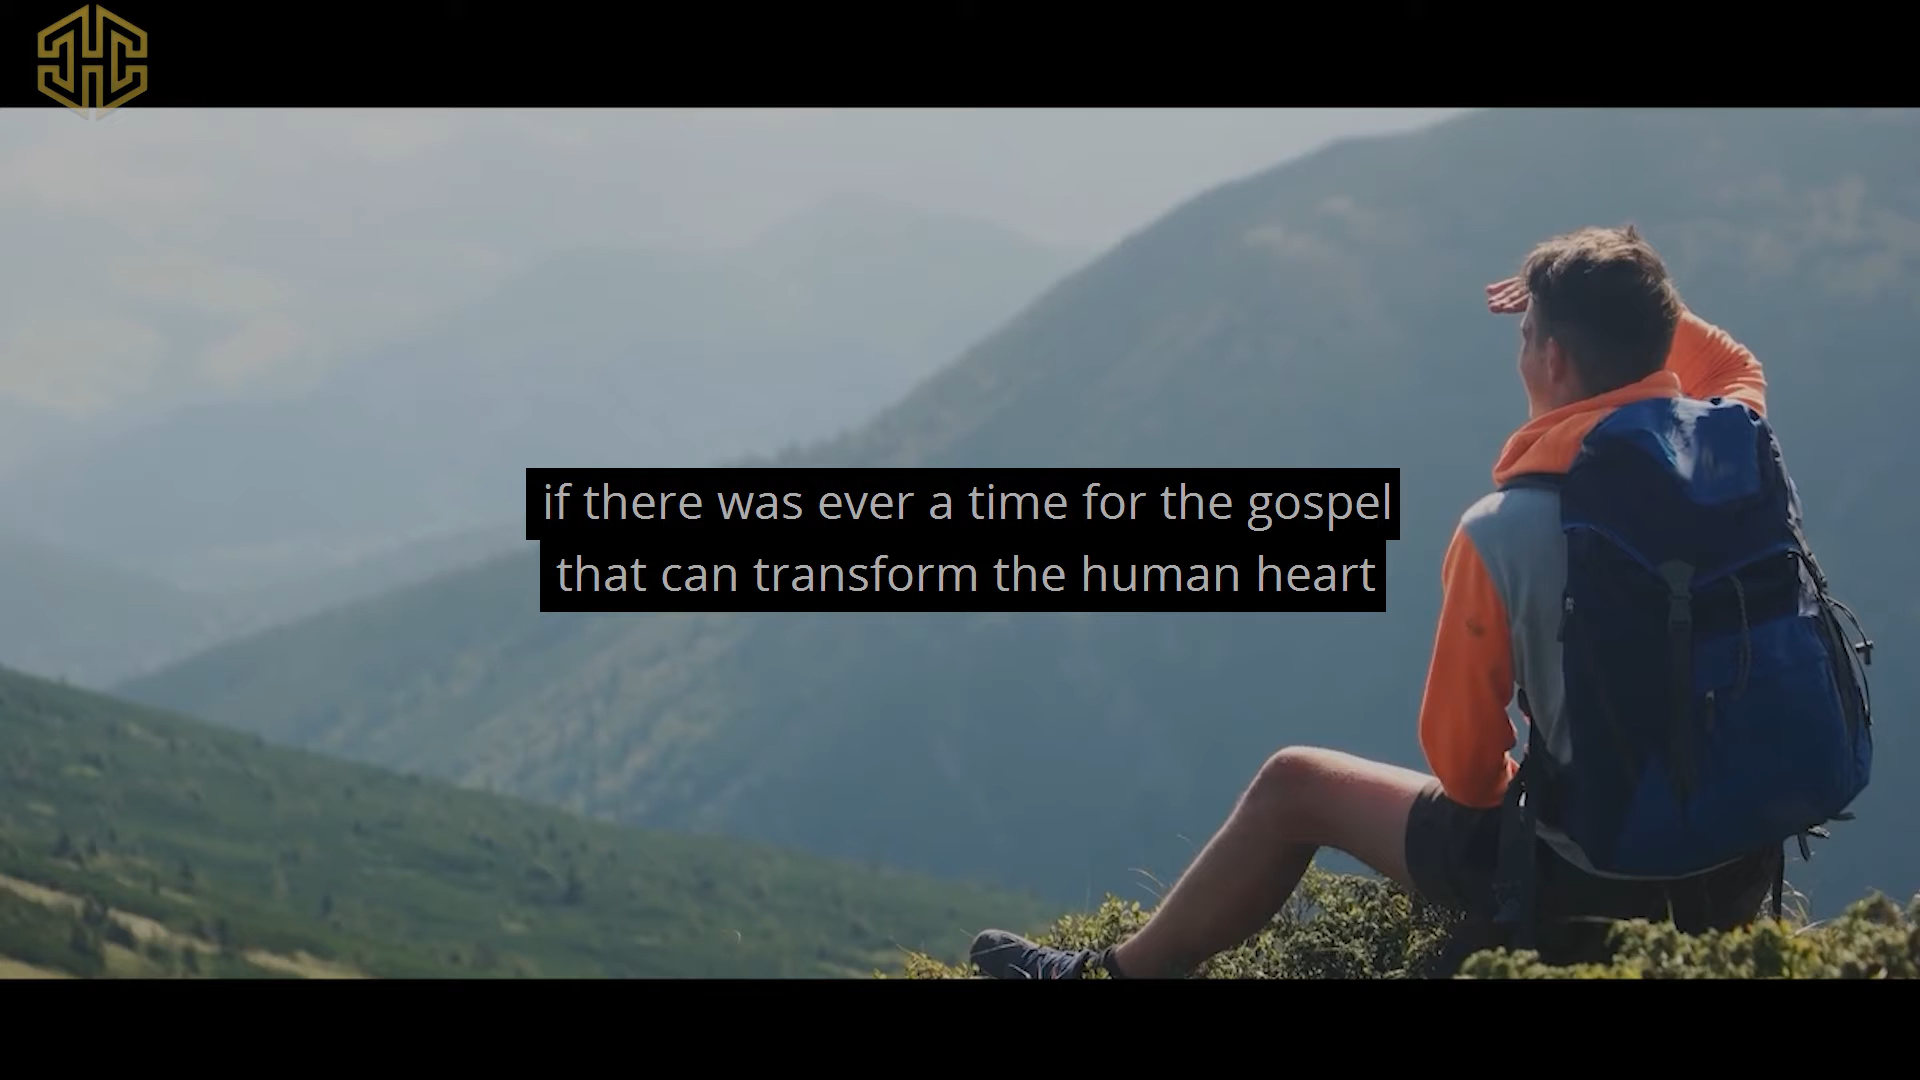 if there was ever a time for the gospel
that can transform the human heart